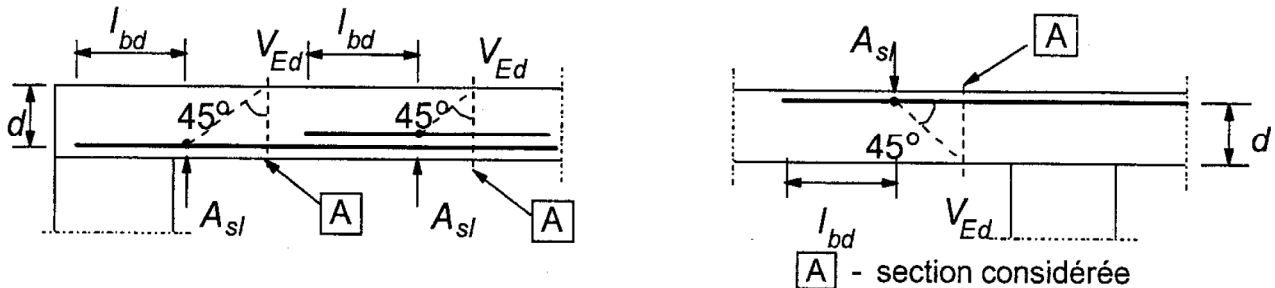 l_bd
l_bd
V_Ed
V_Ed
d
45°
45°
A
A
A_sl
A_sl
A_sl
A
45°
d
l_bd
V_Ed
A - section considérée